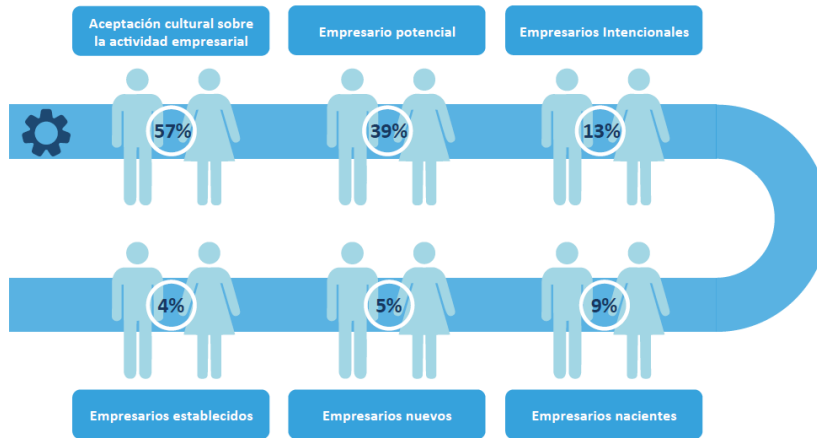 Aceptación cultural sobre
la actividad empresarial
Empresario potencial
Empresarios Intencionales
57%
39%
13%
4%
5%
9%
Empresarios establecidos
Empresarios nuevos
Empresarios nacientes